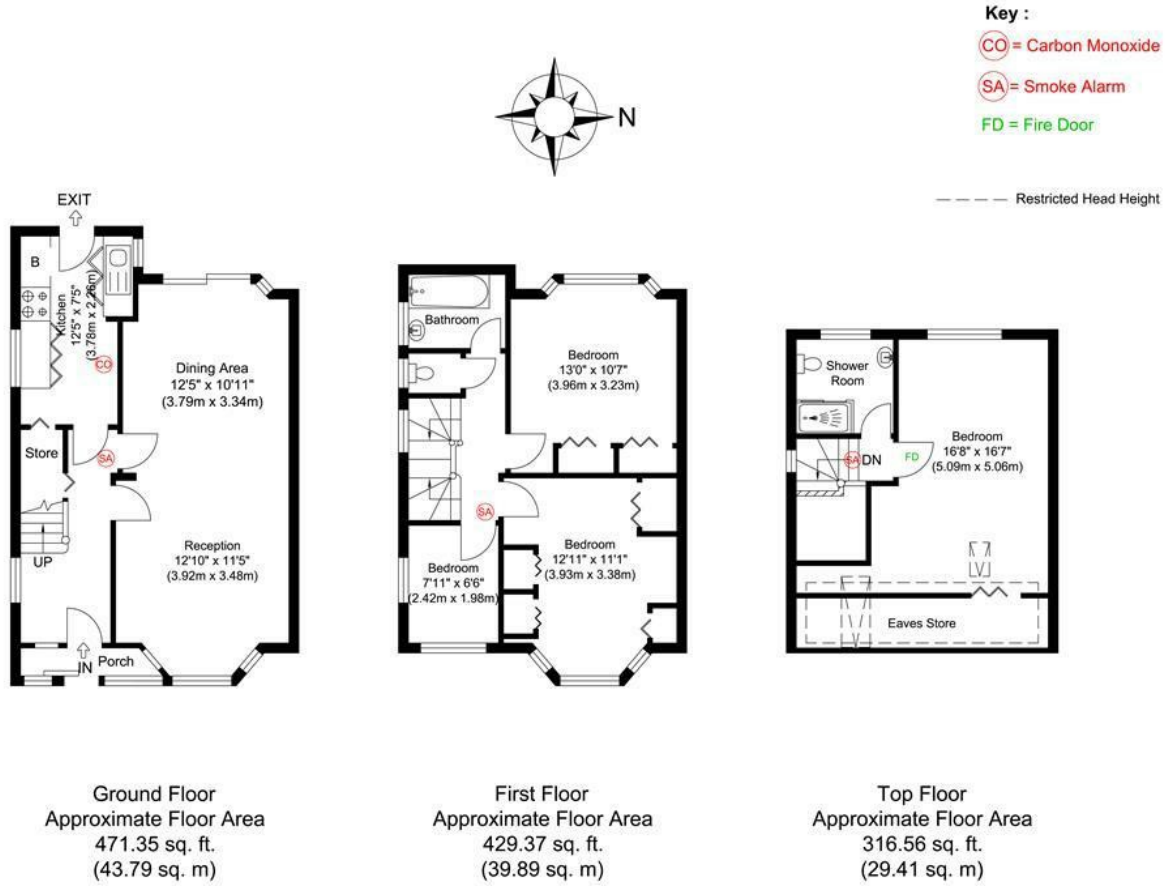 Key :
CO = Carbon Monoxide
SA = Smoke Alarm
FD = Fire Door
Restricted Head Height
N
EXIT
B
Kitchen
12'5" x 7'5"
(3.78m x 2.26m)
CO
Dining Area
12'5" x 10'11"
(3.79m x 3.34m)
Store
SA
UP
Reception
12'10" x 11'5"
(3.92m x 3.48m)
IN
Porch
Bathroom
Bedroom
13'0" x 10'7"
(3.96m x 3.23m)
SA
Bedroom
7'11" x 6'6"
(2.42m x 1.98m)
Bedroom
12'11" x 11'1"
(3.93m x 3.38m)
Shower
Room
SA
DN
FD
Bedroom
16'8" x 16'7"
(5.09m x 5.06m)
Eaves Store
Ground Floor
Approximate Floor Area
471.35 sq. ft.
(43.79 sq. m)
First Floor
Approximate Floor Area
429.37 sq. ft.
(39.89 sq. m)
Top Floor
Approximate Floor Area
316.56 sq. ft.
(29.41 sq. m)